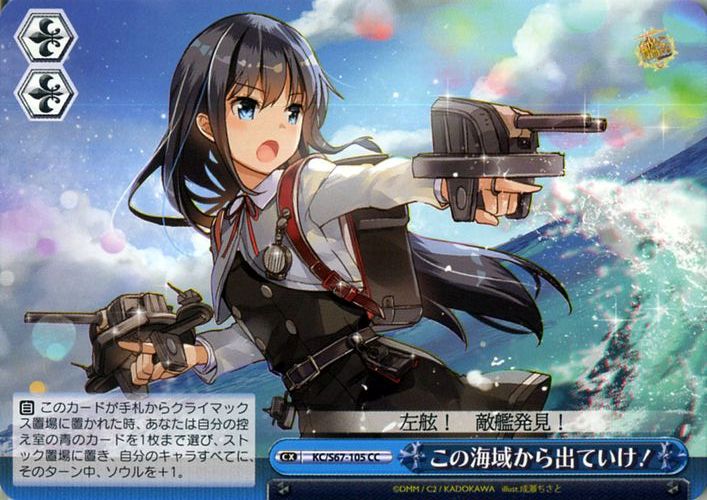 左舷! 敵艦発見!
自 このカードが手札からクライマック
ス置場に置かれた時、あなたは自分の控
え室の青のカードを1枚まで選び、ストッ
ク置場に置き、自分のキャラすべてに、
そのターン中、ソウルを+1。
CX KC/S67-105 CC この海域から出ていけ!
©DMM / C2 / KADOKAWA illust.成瀬ちさと